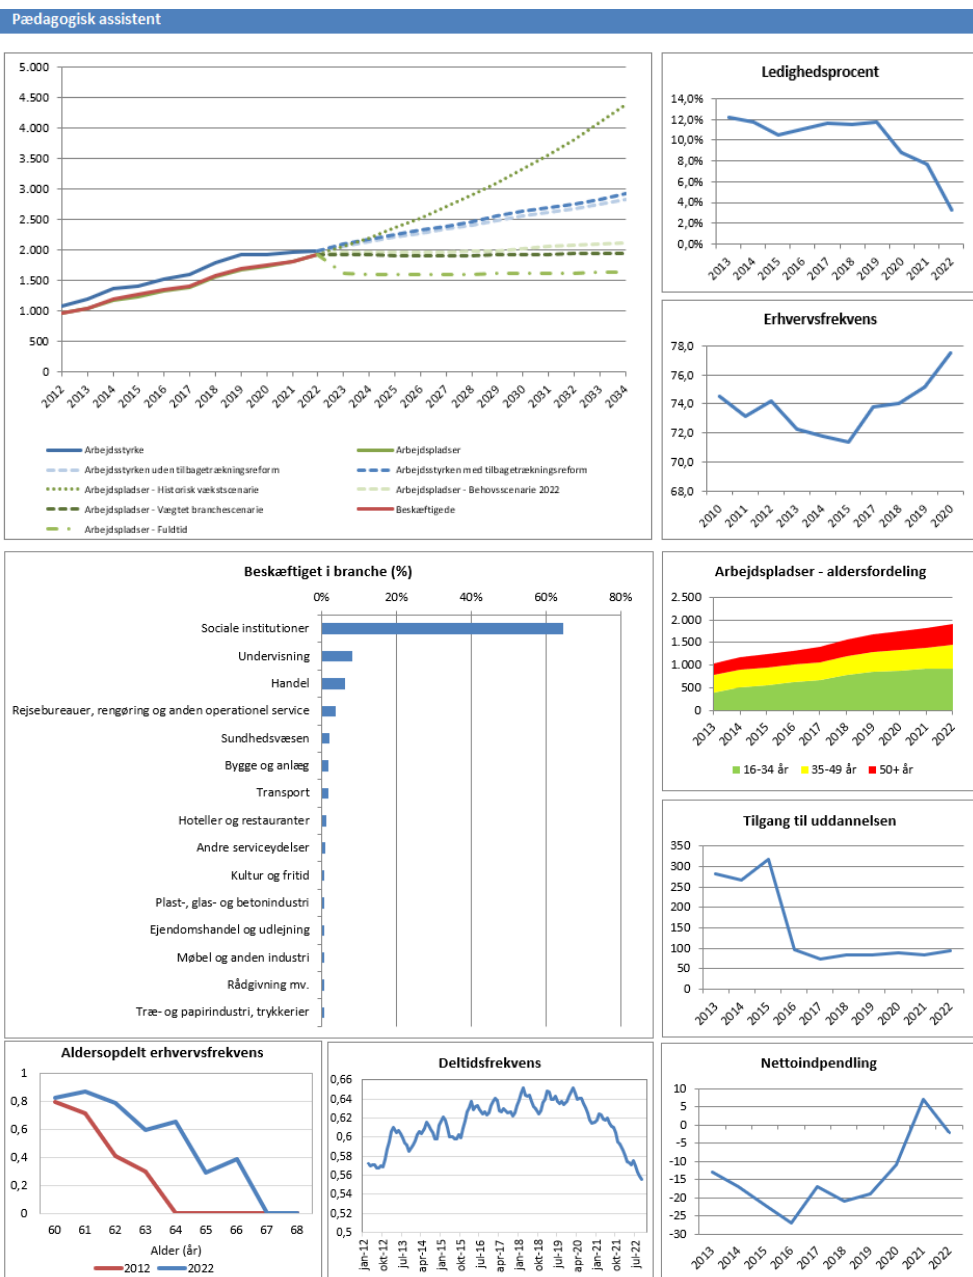 Pædagogisk assistent
5.000
4.500
4.000
3.500
3.000
2.500
2.000
1.500
1.000
500
0
2012 2013 2014 2015 2016 2017 2018 2019 2020 2021 2022 2023 2024 2025 2026 2027 2028 2029 2030 2031 2032 2033 2034
Arbejdsstyrke
Arbejdspladser
Arbejdsstyrken uden tilbagetrækningsreform
Arbejdsstyrken med tilbagetrækningsreform
Arbejdspladser - Historisk vækstscenarie
Arbejdspladser - Behovsscenarie 2022
Arbejdspladser - Vægtet branchescenarie
Beskæftigede
Arbejdspladser - Fuldtid
Ledighedsprocent
14,0%
12,0%
10,0%
8,0%
6,0%
4,0%
2,0%
0,0%
2013 2014 2015 2016 2017 2018 2019 2020 2021 2022
Erhvervsfrekvens
78,0
76,0
74,0
72,0
70,0
68,0
2010 2011 2012 2013 2014 2015 2017 2018 2019 2020
Beskæftiget i branche (%)
0% 20% 40% 60% 80%
Sociale institutioner
Undervisning
Handel
Rejsebureauer, rengøring og anden operationel service
Sundhedsvæsen
Bygge og anlæg
Transport
Hoteller og restauranter
Andre serviceydelser
Kultur og fritid
Plast-, glas- og betonindustri
Ejendomshandel og udlejning
Møbel og anden industri
Rådgivning mv.
Træ- og papirindustri, trykkerier
Arbejdspladser - aldersfordeling
2.500
2.000
1.500
1.000
500
0
2013 2014 2015 2016 2017 2018 2019 2020 2021 2022
16-34 år 35-49 år 50+ år
Tilgang til uddannelsen
350
300
250
200
150
100
50
0
2013 2014 2015 2016 2017 2018 2019 2020 2021 2022
Aldersopdelt erhvervsfrekvens
1
0,8
0,6
0,4
0,2
0
60 61 62 63 64 65 66 67 68
Alder (år)
2012 2022
Deltidsfrekvens
0,66
0,64
0,62
0,6
0,58
0,56
0,54
0,52
0,5
jan-12 okt-12 jul-13 apr-14 jan-15 okt-15 jul-16 apr-17 jan-18 okt-18 jul-19 apr-20 jan-21 okt-21 jul-22
Nettoindpendling
10
5
0
-5
-10
-15
-20
-25
-30
2013 2014 2015 2016 2017 2018 2019 2020 2021 2022